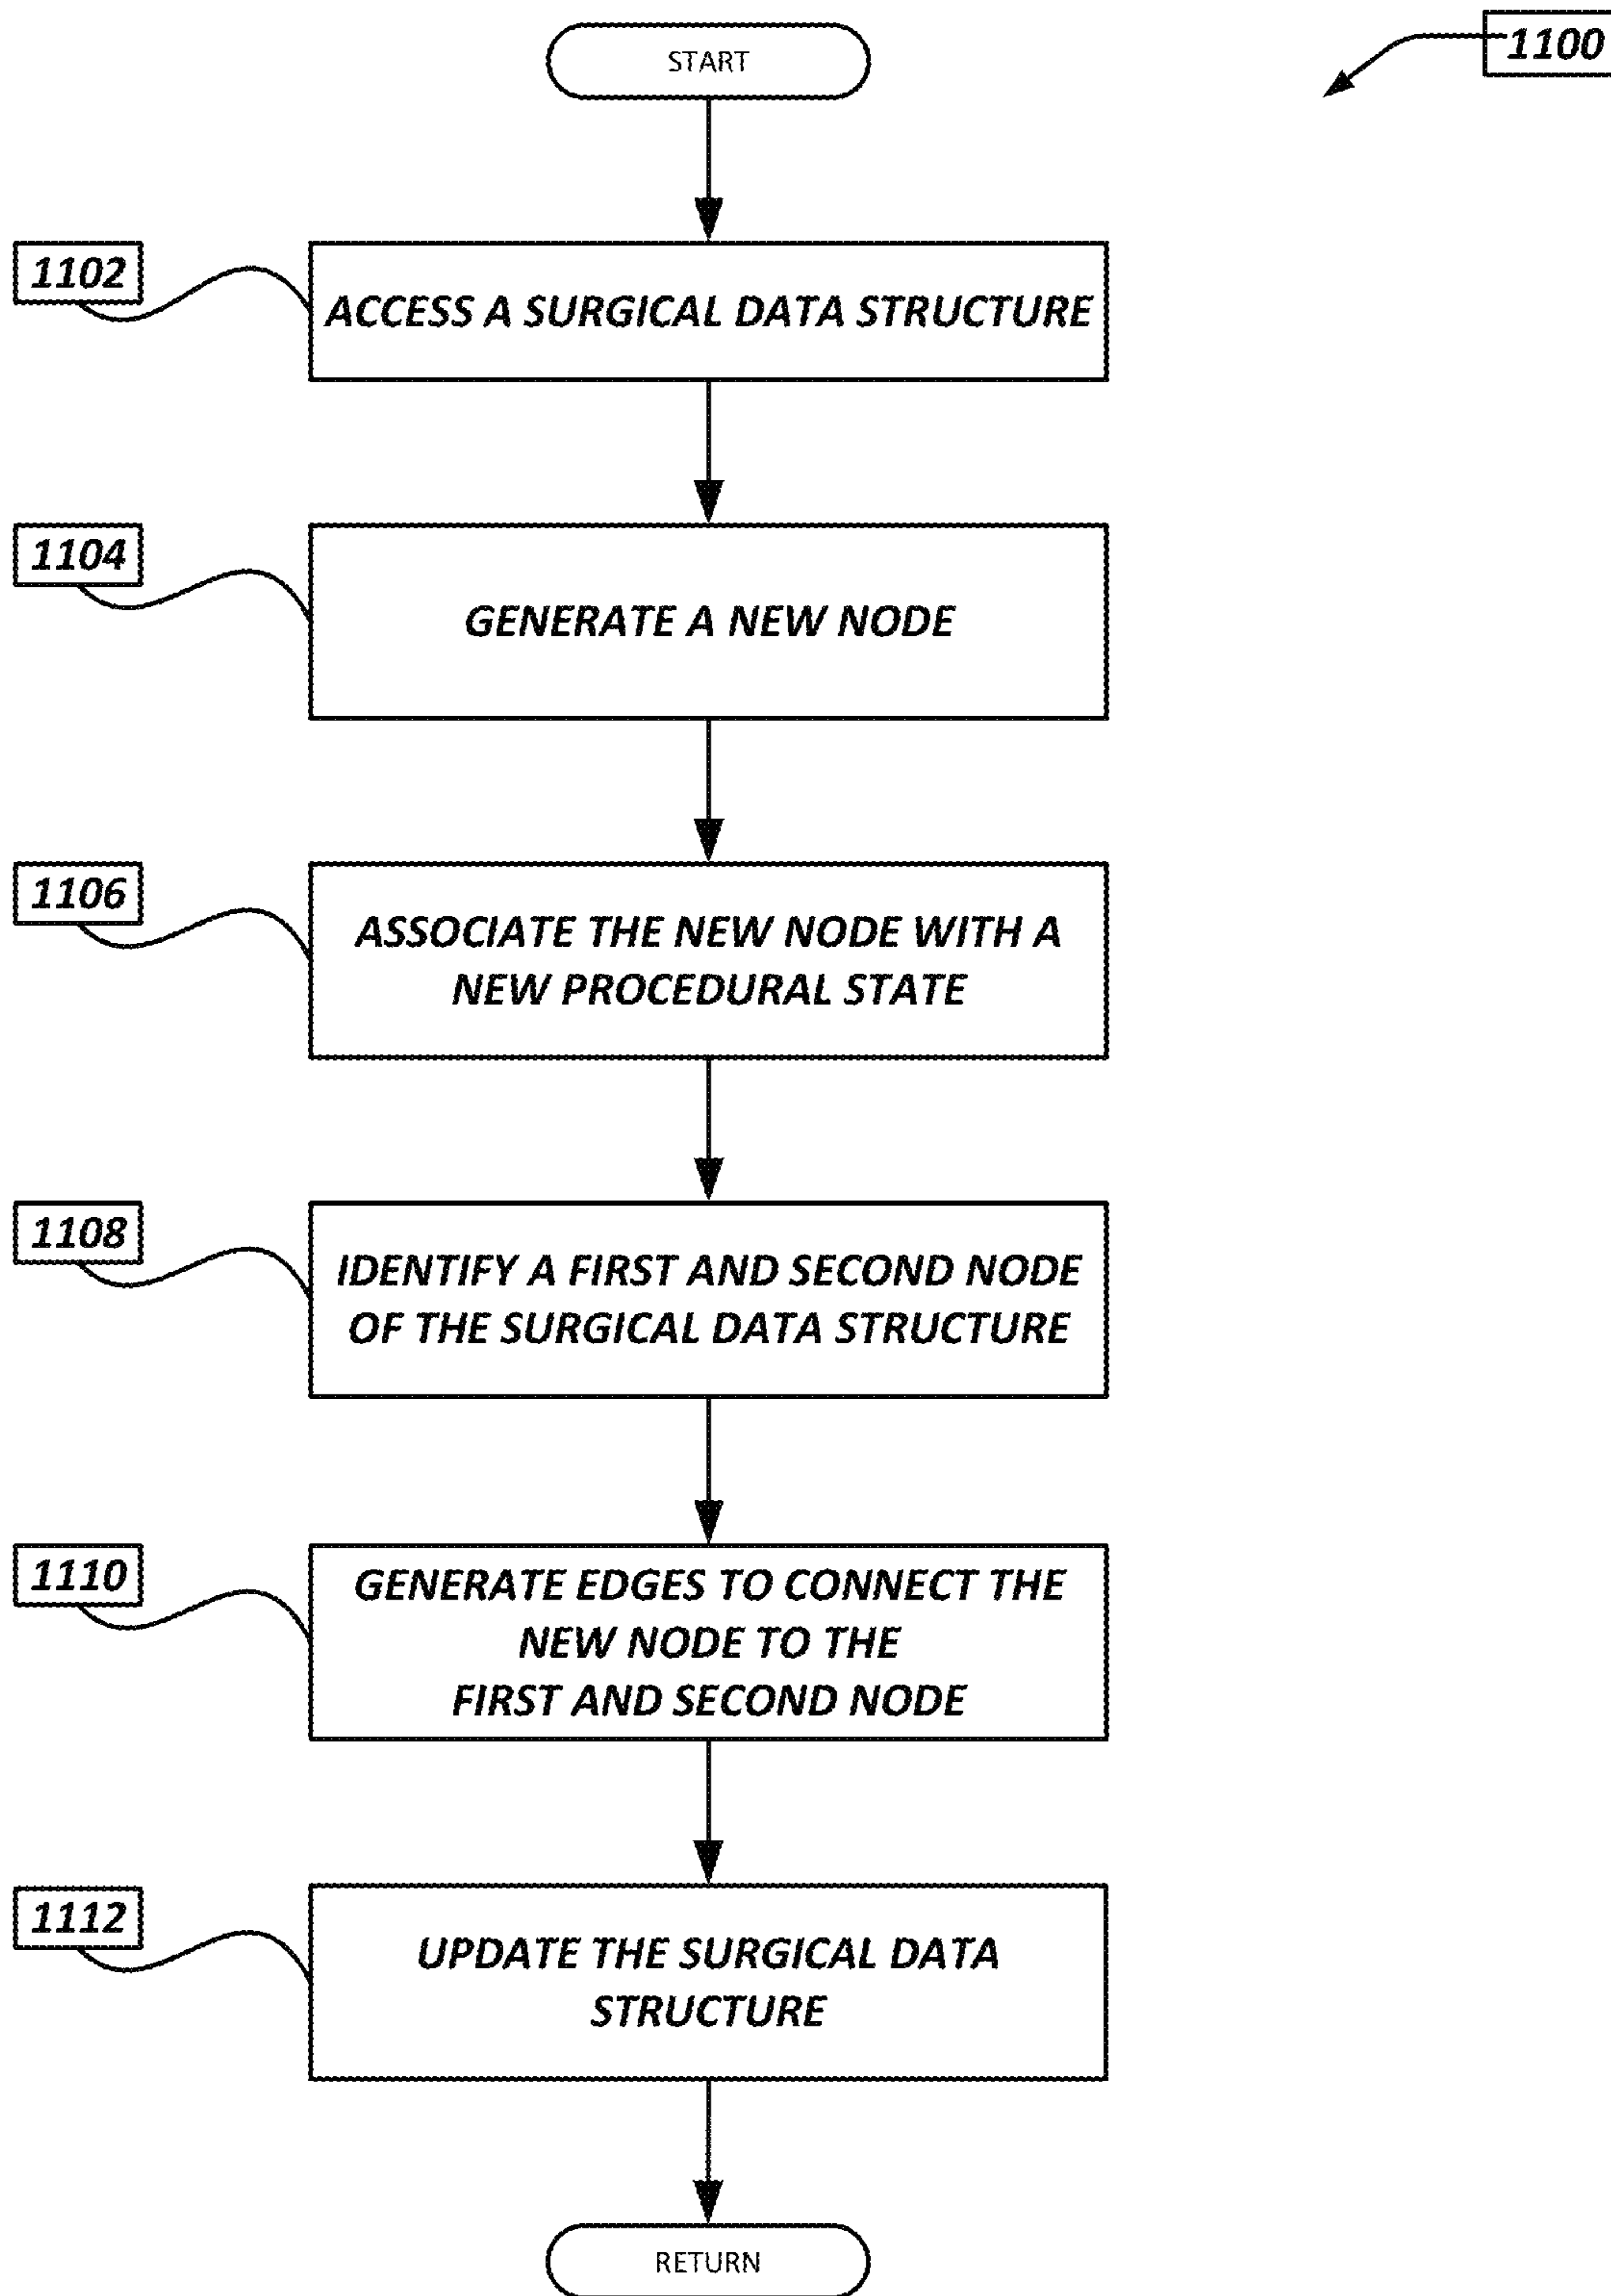 START
1100
1102
ACCESS A SURGICAL DATA STRUCTURE
1104
GENERATE A NEW NODE
1106
ASSOCIATE THE NEW NODE WITH A
NEW PROCEDURAL STATE
1108
IDENTIFY A FIRST AND SECOND NODE
OF THE SURGICAL DATA STRUCTURE
1110
GENERATE EDGES TO CONNECT THE
NEW NODE TO THE
FIRST AND SECOND NODE
1112
UPDATE THE SURGICAL DATA
STRUCTURE
RETURN